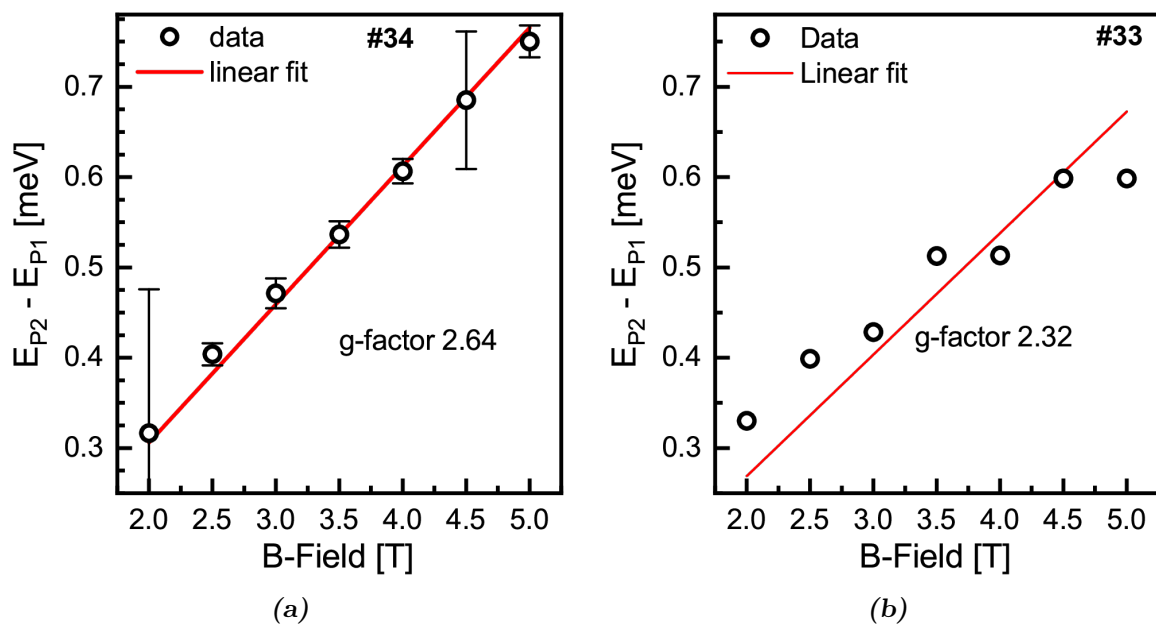 data
#34
linear fit
0.7
0.6
0.5
0.4
0.3
E_P2 - E_P1 [meV]
g-factor 2.64
2.0 2.5 3.0 3.5 4.0 4.5 5.0
B-Field [T]
(a)
Data
#33
Linear fit
0.7
0.6
0.5
0.4
0.3
E_P2 - E_P1 [meV]
g-factor 2.32
2.0 2.5 3.0 3.5 4.0 4.5 5.0
B-Field [T]
(b)